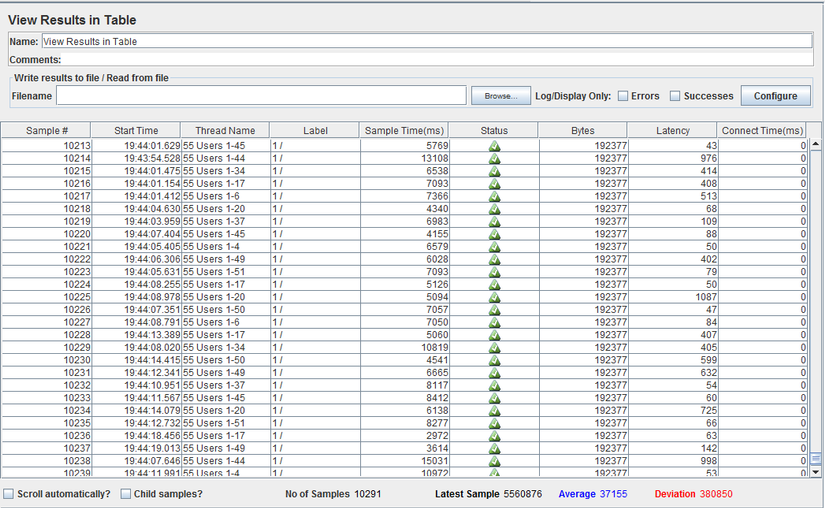 View Results in Table
Name: View Results in Table
Comments:
Write results to file / Read from file
Filename Browse... Log/Display Only: Errors Successes Configure
Sample # Start Time Thread Name Label Sample Time(ms) Status Bytes Latency Connect Time(ms)
10213 19:44:01.629 55 Users 1-45 1 / 5769 192377 43 0
10214 19:43:54.528 55 Users 1-44 1 / 13108 192377 976 0
10215 19:44:01.475 55 Users 1-34 1 / 6538 192377 414 0
10216 19:44:01.154 55 Users 1-17 1 / 7093 192377 408 0
10217 19:44:01.412 55 Users 1-6 1 / 7366 192377 513 0
10218 19:44:04.630 55 Users 1-20 1 / 4340 192377 68 0
10219 19:44:03.959 55 Users 1-37 1 / 6983 192377 109 0
10220 19:44:07.404 55 Users 1-45 1 / 4155 192377 88 0
10221 19:44:05.405 55 Users 1-4 1 / 6579 192377 50 0
10222 19:44:06.306 55 Users 1-49 1 / 6028 192377 402 0
10223 19:44:05.631 55 Users 1-51 1 / 7093 192377 79 0
10224 19:44:08.255 55 Users 1-17 1 / 5126 192377 50 0
10225 19:44:08.978 55 Users 1-20 1 / 5094 192377 1087 0
10226 19:44:07.351 55 Users 1-50 1 / 7057 192377 47 0
10227 19:44:08.791 55 Users 1-6 1 / 7050 192377 84 0
10228 19:44:13.389 55 Users 1-17 1 / 5060 192377 407 0
10229 19:44:08.020 55 Users 1-34 1 / 10819 192377 405 0
10230 19:44:14.415 55 Users 1-50 1 / 4541 192377 599 0
10231 19:44:12.341 55 Users 1-49 1 / 6665 192377 632 0
10232 19:44:10.951 55 Users 1-37 1 / 8117 192377 54 0
10233 19:44:11.567 55 Users 1-45 1 / 8412 192377 60 0
10234 19:44:14.079 55 Users 1-20 1 / 6138 192377 725 0
10235 19:44:12.732 55 Users 1-51 1 / 8277 192377 66 0
10236 19:44:18.456 55 Users 1-17 1 / 2972 192377 63 0
10237 19:44:19.013 55 Users 1-49 1 / 3614 192377 142 0
10238 19:44:07.646 55 Users 1-44 1 / 15031 192377 998 0
10239 19:44:11.991 55 Users 1-4 1 / 10972 192377 53 0
Scroll automatically? Child samples? No of Samples 10291 Latest Sample 5560876 Average 37155 Deviation 380850